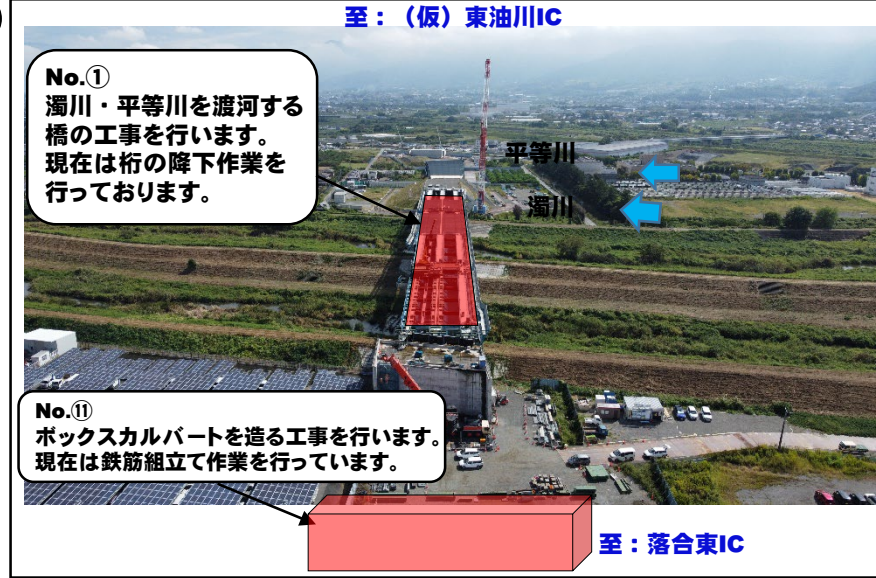 至：（仮）東油川IC
No.①
濁川・平等川を渡河する
橋の工事を行います。
現在は桁の降下作業を
行っております。
平等川
濁川
No.⑪
ボックスカルバートを造る工事を行います。
現在は鉄筋組立て作業を行っています。
至：落合東IC